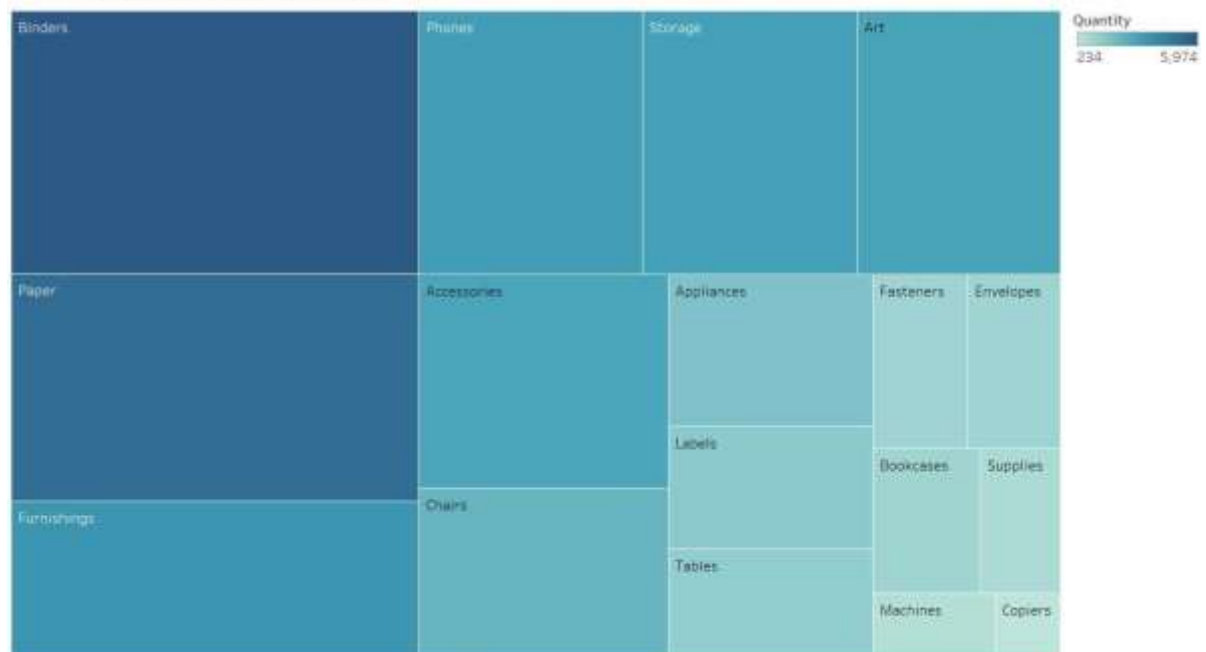 Binders
Phones
Storage
Art
Quantity
234 5,974
Paper
Accessories
Appliances
Fasteners
Envelopes
Labels
Bookcases
Supplies
Furnishings
Chairs
Tables
Machines
Copiers